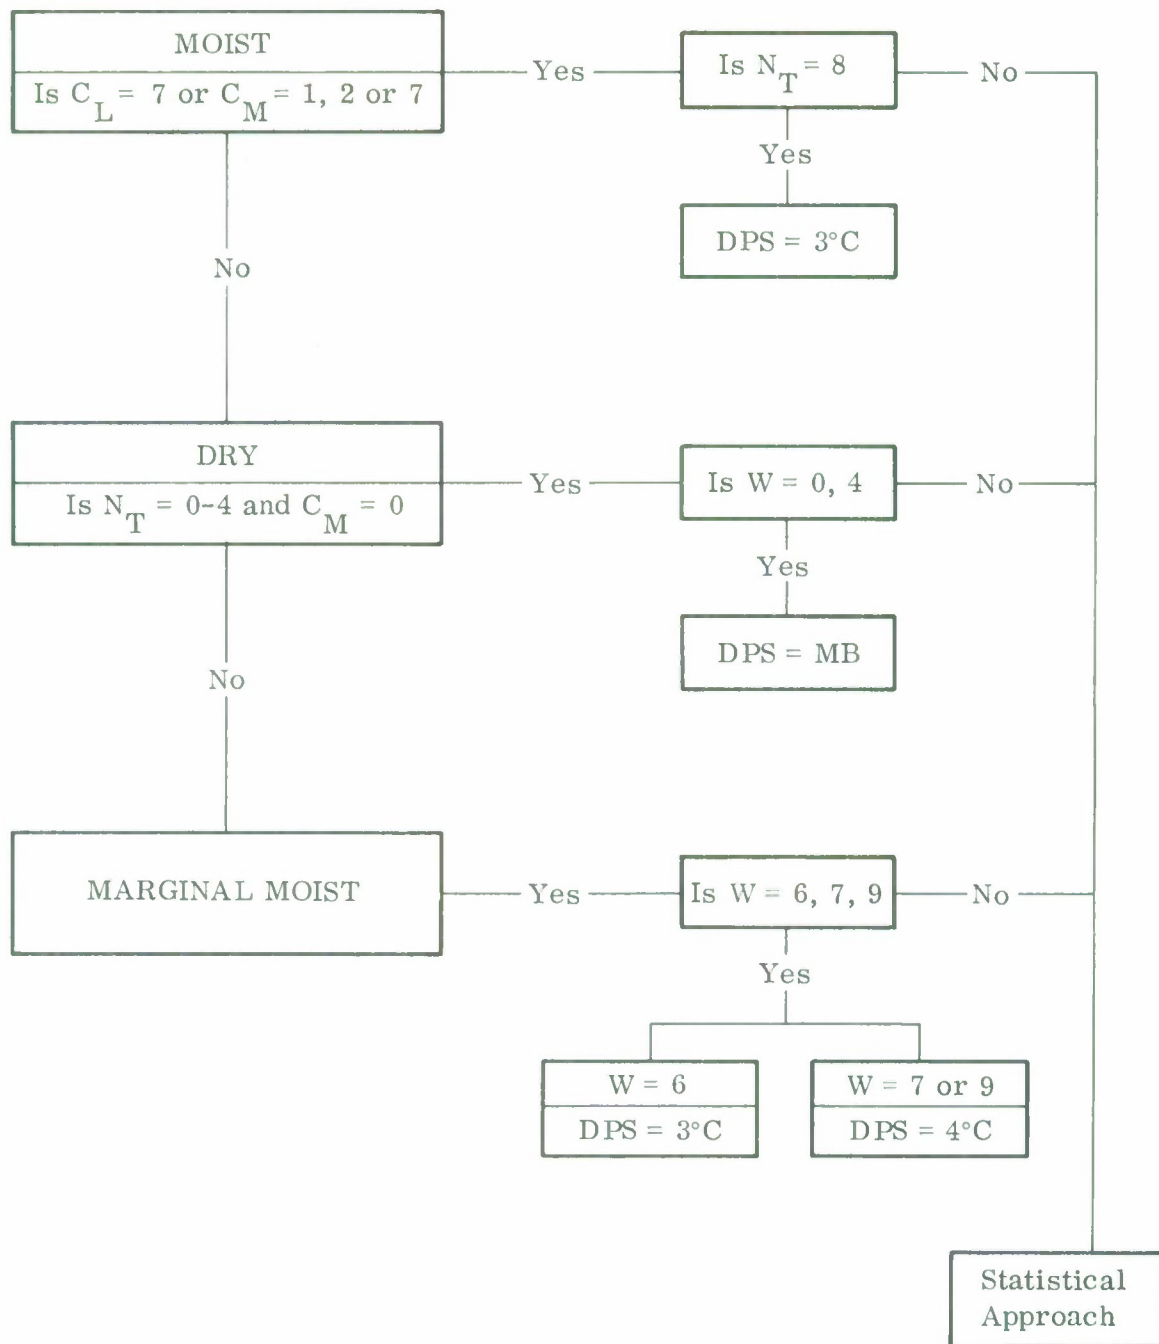 MOIST
Is C_L = 7 or C_M = 1, 2 or 7
Yes
Is N_T = 8
No
Yes
DPS = 3°C
No
DRY
Is N_T = 0-4 and C_M = 0
Yes
Is W = 0, 4
No
Yes
DPS = MB
No
MARGINAL MOIST
Yes
Is W = 6, 7, 9
No
Yes
W = 6
DPS = 3°C
W = 7 or 9
DPS = 4°C
Statistical
Approach